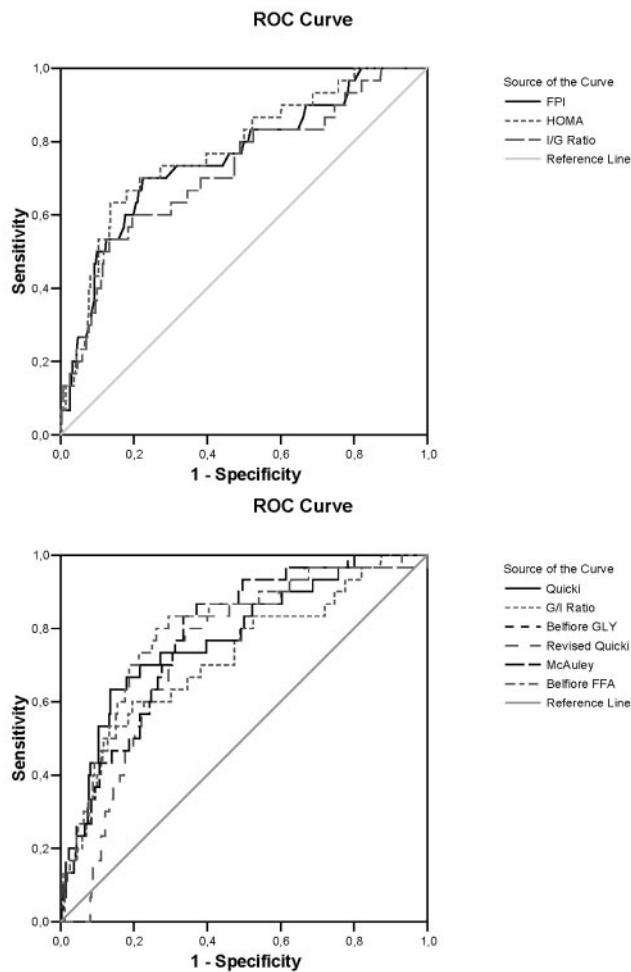 ROC Curve
Source of the Curve
FPI
HOMA
I/G Ratio
Reference Line
1,0
0,8
0,6
0,4
0,2
0,0
Sensitivity
0,0 0,2 0,4 0,6 0,8 1,0
1 - Specificity
ROC Curve
Source of the Curve
Quicki
G/I Ratio
Belfiore GLY
Revised Quicki
McAuley
Belfiore FFA
Reference Line
1,0
0,8
0,6
0,4
0,2
0,0
Sensitivity
0,0 0,2 0,4 0,6 0,8 1,0
1 - Specificity